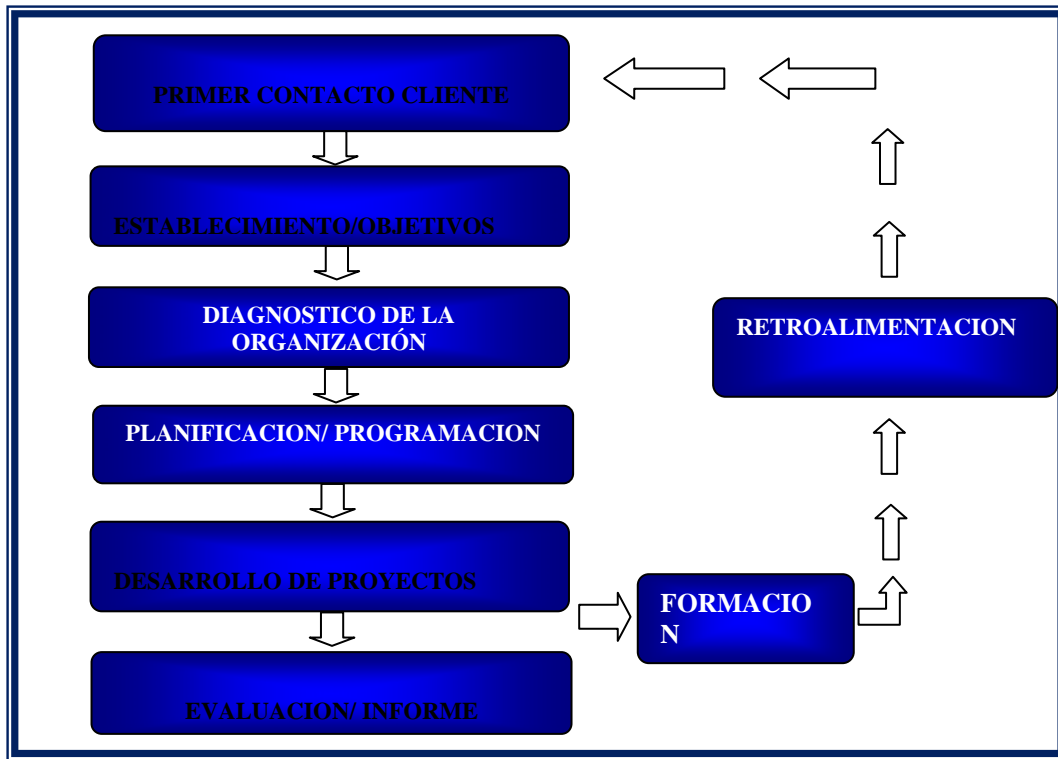 PRIMER CONTACTO CLIENTE
ESTABLECIMIENTO/OBJETIVOS
DIAGNOSTICO DE LA
ORGANIZACIÓN
PLANIFICACION/ PROGRAMACION
DESARROLLO DE PROYECTOS
EVALUACION/ INFORME
FORMACIO
N
RETROALIMENTACION